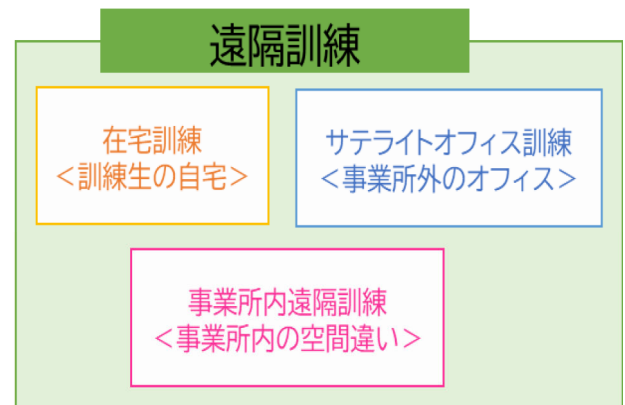 遠隔訓練
在宅訓練
＜訓練生の自宅＞
サテライトオフィス訓練
＜事業所外のオフィス＞
事業所内遠隔訓練
＜事業所内の空間違い＞